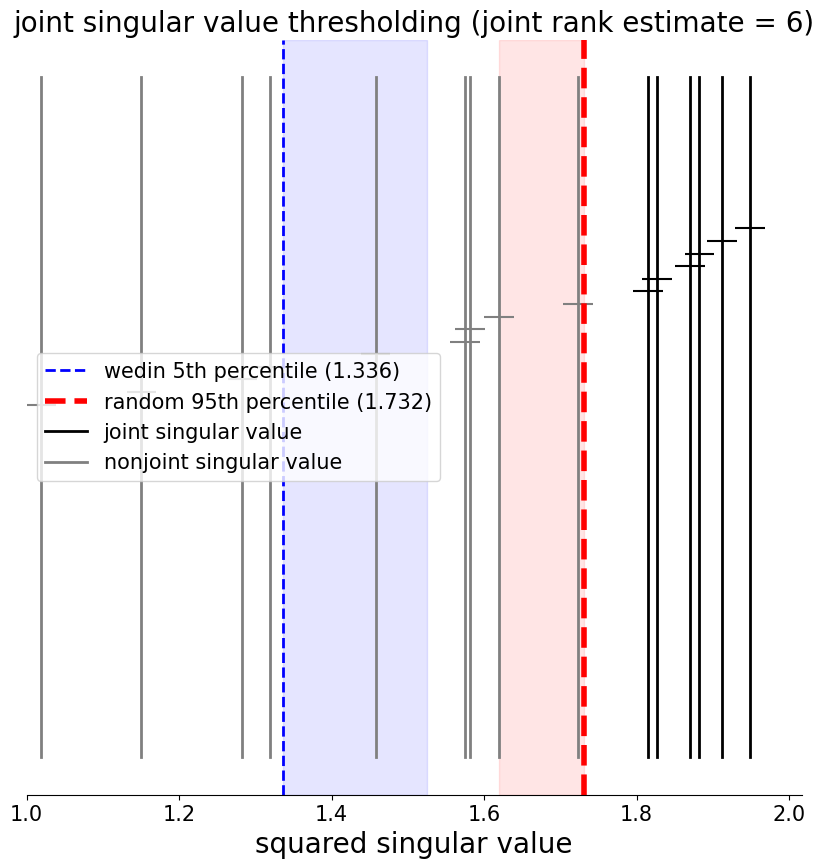 joint singular value thresholding (joint rank estimate = 6)
wedin 5th percentile (1.336)
random 95th percentile (1.732)
joint singular value
nonjoint singular value
1.0 1.2 1.4 1.6 1.8 2.0
squared singular value